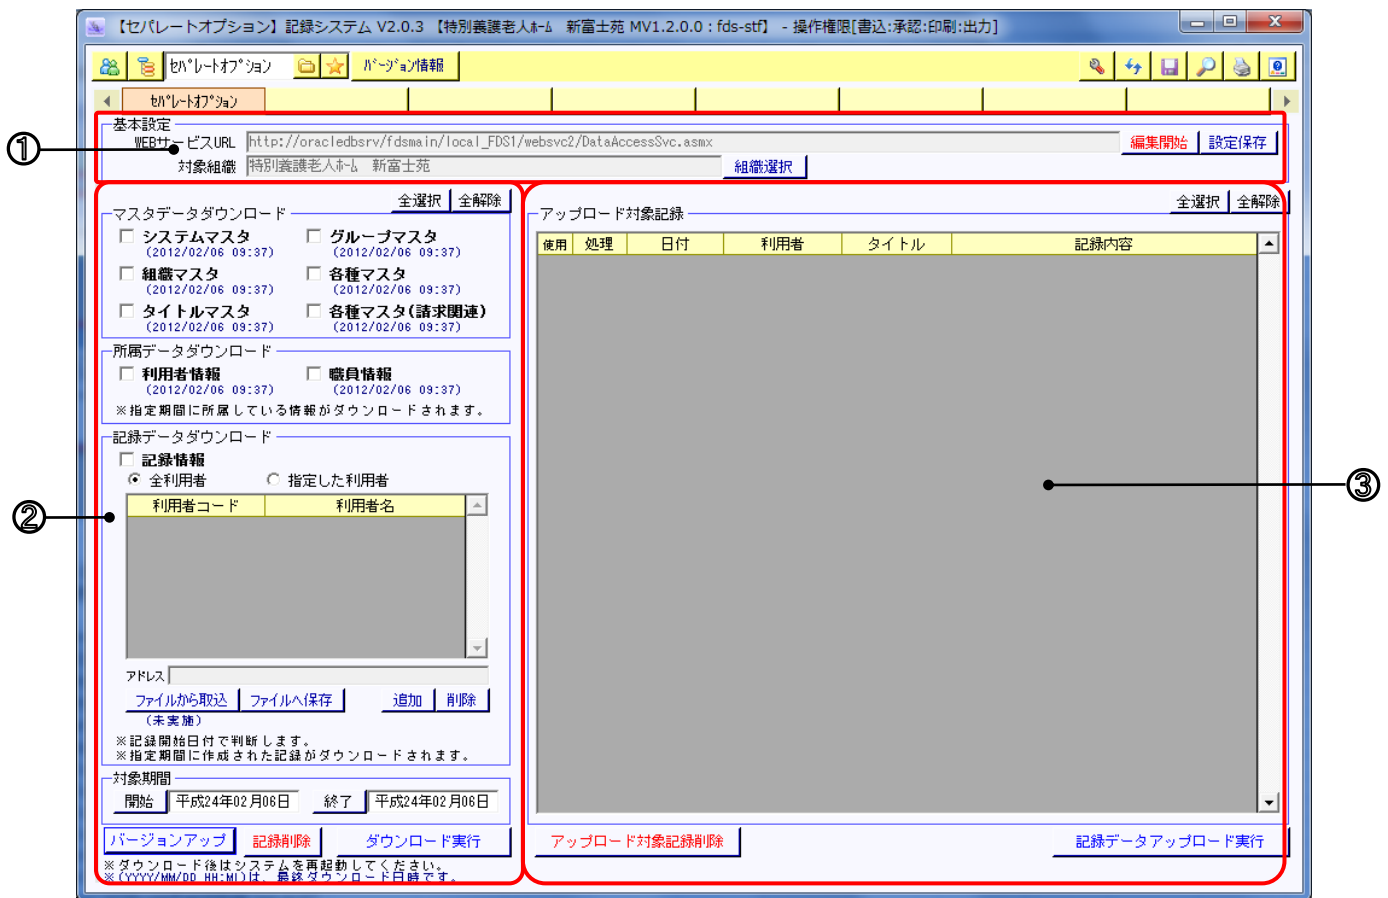 【セパレートオプション】記録システム V2.0.3 【特別養護老人ﾎｰﾑ 新富士苑 MV1.2.0.0 : fds-stf】 - 操作権限[書込:承認:印刷:出力]
ｾﾊﾟﾚｰﾄｵﾌﾟｼｮﾝ ﾊﾞｰｼﾞｮﾝ情報
ｾﾊﾟﾚｰﾄｵﾌﾟｼｮﾝ
①
基本設定
WEBサービスURL http://oracledbsrv/fdsmain/local_FDS1/websvc2/DataAccessSvc.asmx 編集開始 設定保存
対象組織 特別養護老人ﾎｰﾑ 新富士苑 組織選択
②
全選択 全解除
マスタデータダウンロード
システムマスタ グループマスタ
(2012/02/06 09:37) (2012/02/06 09:37)
組織マスタ 各種マスタ
(2012/02/06 09:37) (2012/02/06 09:37)
タイトルマスタ 各種マスタ(請求関連)
(2012/02/06 09:37) (2012/02/06 09:37)
所属データダウンロード
利用者情報 職員情報
(2012/02/06 09:37) (2012/02/06 09:37)
※指定期間に所属している情報がダウンロードされます。
記録データダウンロード
記録情報
全利用者 指定した利用者
利用者コード 利用者名
ｱﾄﾞﾚｽ
ファイルから取込 ファイルへ保存 追加 削除
(未実施)
※記録開始日付で判断します。
※指定期間に作成された記録がダウンロードされます。
対象期間
開始 平成24年02月06日 終了 平成24年02月06日
バージョンアップ 記録削除 ダウンロード実行
※ダウンロード後はシステムを再起動してください。
※(YYYY/MM/DD HH:MI)は、最終ダウンロード日時です。
③
全選択 全解除
アップロード対象記録
使用 処理 日付 利用者 タイトル 記録内容
アップロード対象記録削除 記録データアップロード実行